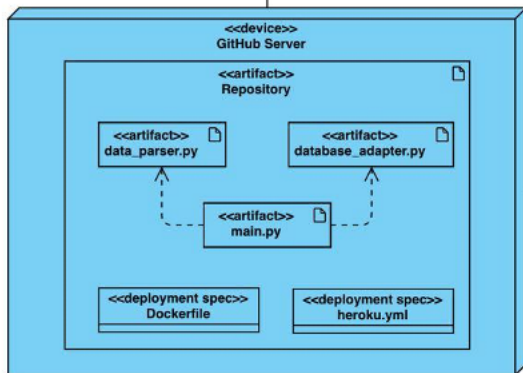 <<device>>
GitHub Server
<<artifact>>
Repository
<<artifact>>
data_parser.py
<<artifact>>
database_adapter.py
<<artifact>>
main.py
<<deployment spec>>
Dockerfile
<<deployment spec>>
heroku.yml